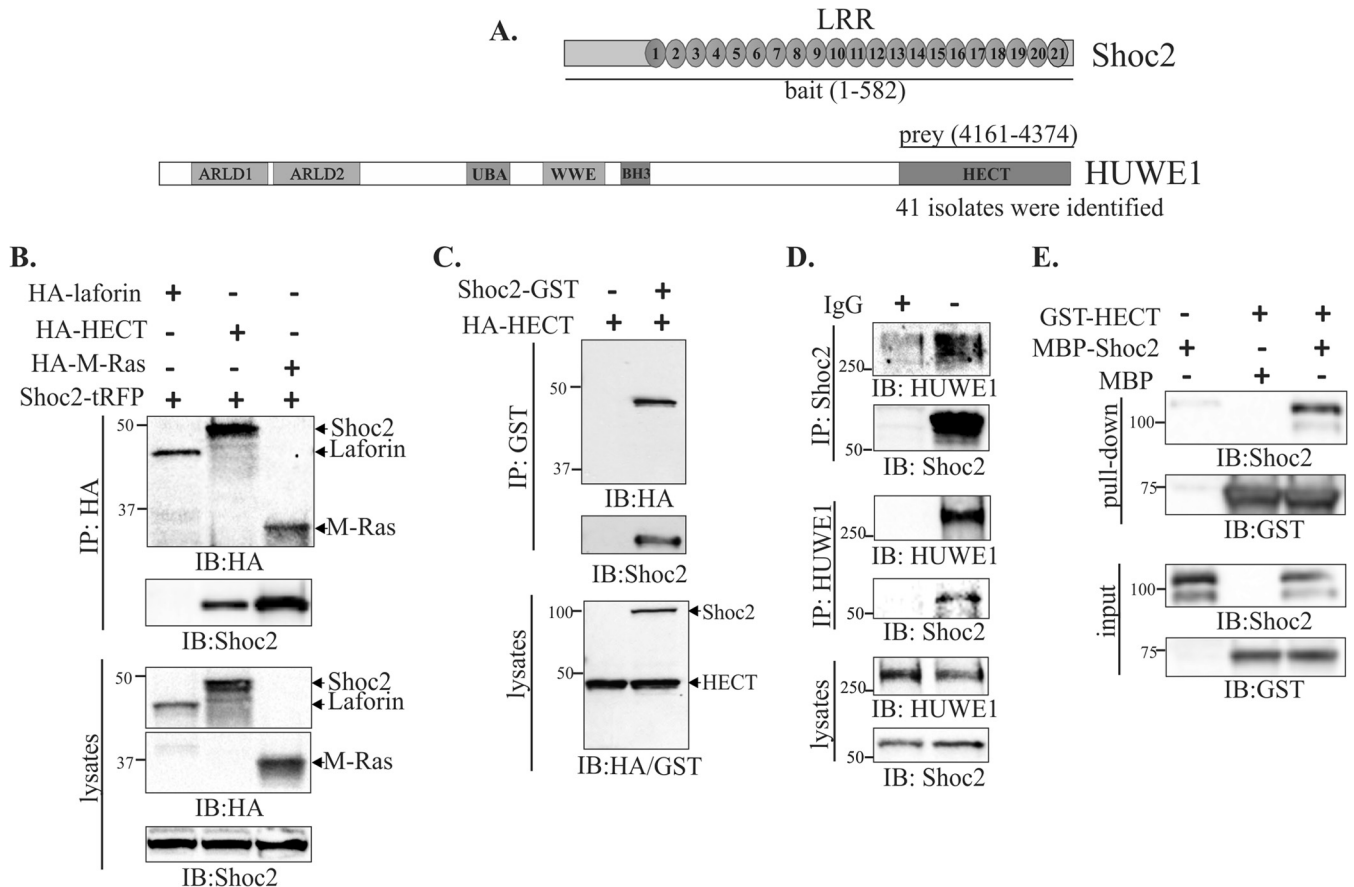 A.
LRR
1 2 3 4 5 6 7 8 9 10 11 12 13 14 15 16 17 18 19 20 21
Shoc2
bait (1-582)
prey (4161-4374)
ARLD1 ARLD2 UBA WWE BH3 HECT
HUWE1
41 isolates were identified
B.
HA-laforin + - -
HA-HECT - + -
HA-M-Ras - - +
Shoc2-tRFP + + +
IP: HA
50
Shoc2
Laforin
37
M-Ras
IB:HA
IB:Shoc2
lysates
50
Shoc2
Laforin
37
M-Ras
IB:HA
IB:Shoc2
C.
Shoc2-GST - +
HA-HECT + +
IP: GST
50
37
IB:HA
IB:Shoc2
lysates
100
Shoc2
50
HECT
IB:HA/GST
D.
IgG + -
IP: Shoc2
250
IB: HUWE1
50
IB: Shoc2
IP: HUWE1
250
IB: HUWE1
50
IB: Shoc2
lysates
250
IB: HUWE1
50
IB: Shoc2
E.
GST-HECT - + +
MBP-Shoc2 + - +
MBP - + -
pull-down
100
IB:Shoc2
75
IB:GST
input
100
IB:Shoc2
75
IB:GST